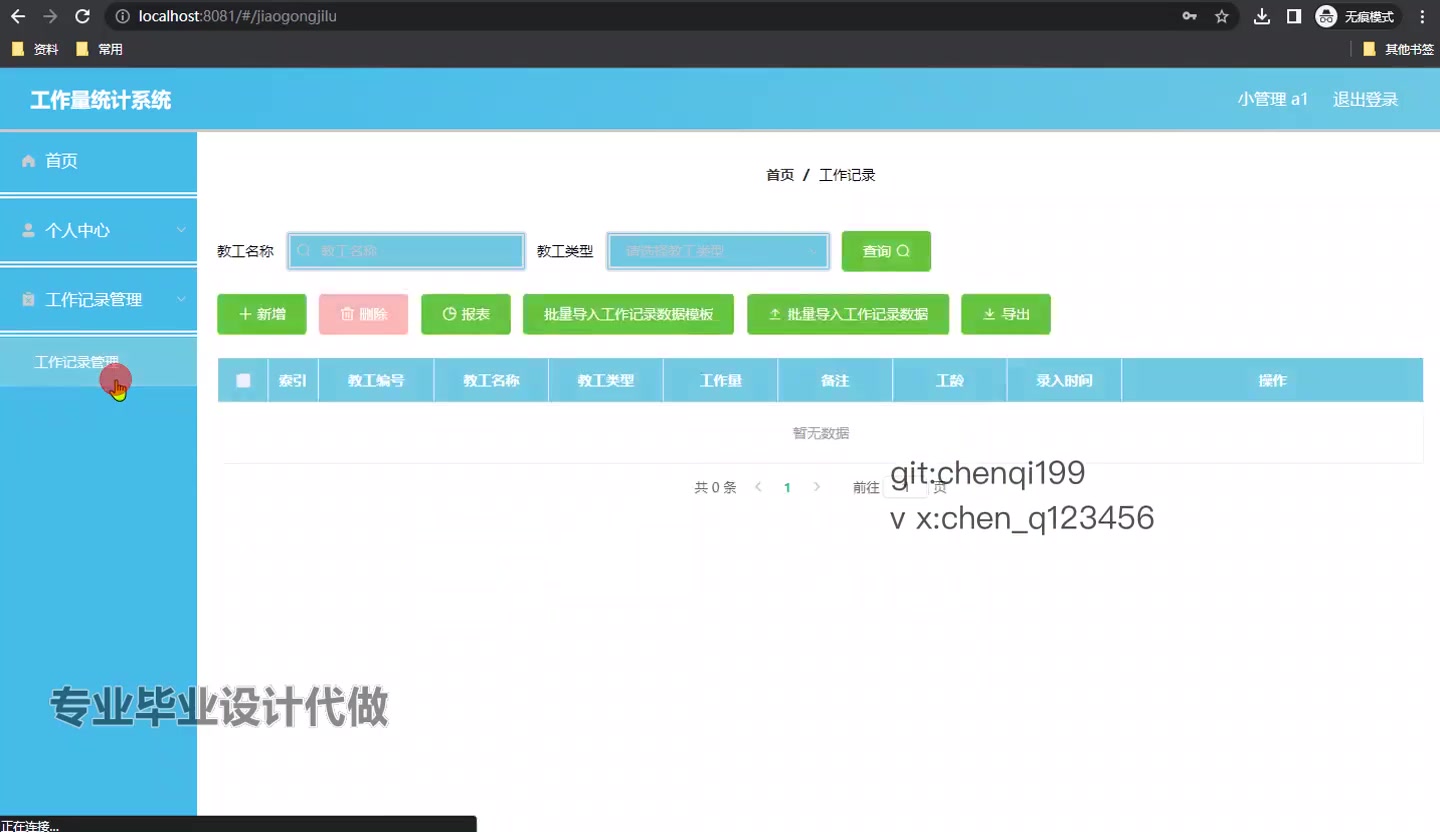 localhost:8081/#/jiaogongjilu
无痕模式
资料 常用 其他书签
工作量统计系统
小管理 a1 退出登录
首页
个人中心
工作记录管理
工作记录管理
首页 / 工作记录
教工名称 教工名称 教工类型 请选择教工类型 查询
新增 删除 报表 批量导入工作记录数据模板 批量导入工作记录数据 导出
索引 教工编号 教工名称 教工类型 工作量 备注 工龄 录入时间 操作
暂无数据
共 0 条 1 前往 1 页
git:chenqi199
v x:chen_q123456
专业毕业设计代做
正在连接...